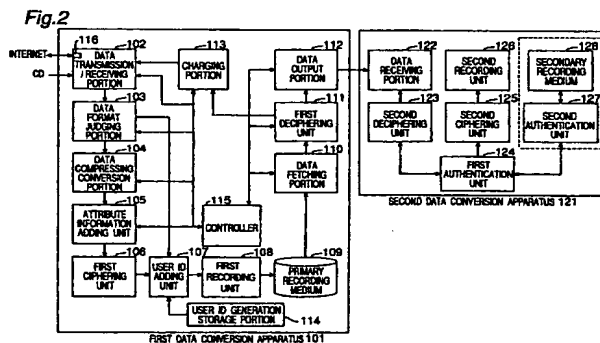 Fig.2
116
102
113
112
122
126
128
INTERNET
CD
DATA
TRANSMISSION
/ RECEIVING
PORTION
CHARGING
PORTION
DATA
OUTPUT
PORTION
DATA
RECEIVING
PORTION
SECOND
RECORDING
UNIT
SECONDARY
RECORDING
MEDIUM
103
111
123
125
127
DATA
FORMAT
JUDGING
PORTION
FIRST
DECIPHERING
UNIT
SECOND
DECIPHERING
UNIT
SECOND
CIPHERING
UNIT
SECOND
AUTHENTICATION
UNIT
104
110
124
DATA
COMPRESSING
CONVERSION
PORTION
DATA
FETCHING
PORTION
FIRST
AUTHENTICATION
UNIT
105
115
SECOND DATA CONVERSION APPARATUS 121
ATTRIBUTE
INFORMATION
ADDING UNIT
CONTROLLER
106
107
108
109
FIRST
CIPHERING
UNIT
USER ID
ADDING
UNIT
FIRST
RECORDING
UNIT
PRIMARY
RECORDING
MEDIUM
USER ID GENERATION
STORAGE PORTION
114
FIRST DATA CONVERSION APPARATUS 101